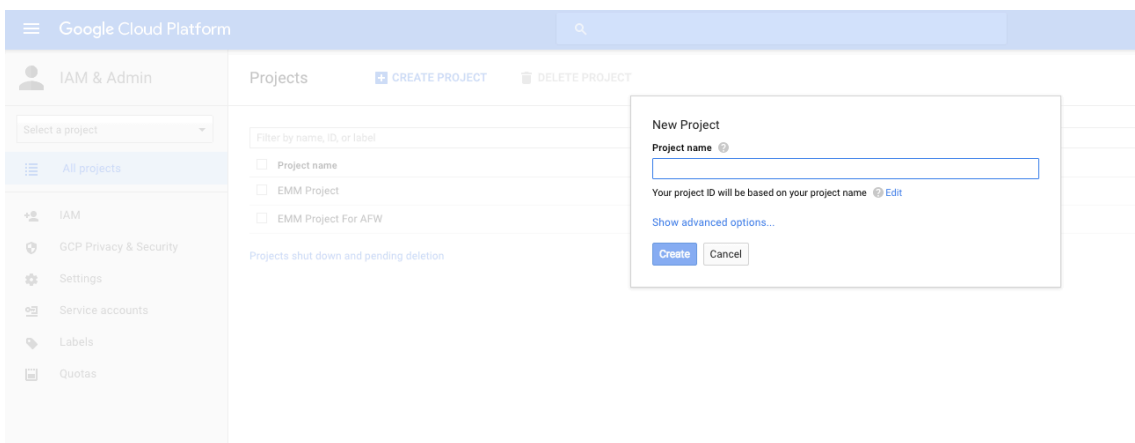 Google Cloud Platform
IAM & Admin
Projects
CREATE PROJECT
DELETE PROJECT
Select a project
All projects
IAM
GCP Privacy & Security
Settings
Service accounts
Labels
Quotas
Filter by name, ID, or label
Project name
EMM Project
EMM Project For AFW
Projects shut down and pending deletion
New Project
Project name ?
Your project ID will be based on your project name ? Edit
Show advanced options...
Create Cancel